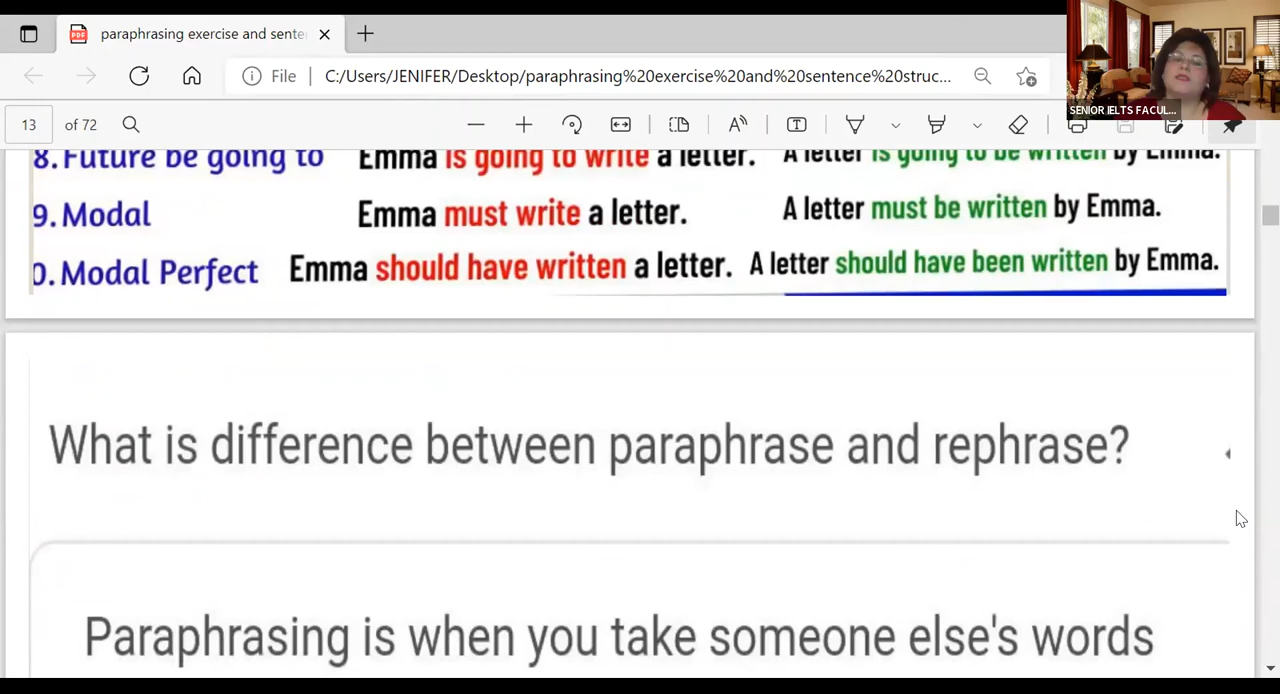 paraphrasing exercise and sente
File
C:/Users/JENIFER/Desktop/paraphrasing%20exercise%20and%20sentence%20struc...
SENIOR IELTS FACUL...
13 of 72
8. Future be going to Emma is going to write a letter. A letter is going to be written by Emma.
9. Modal Emma must write a letter. A letter must be written by Emma.
0. Modal Perfect Emma should have written a letter. A letter should have been written by Emma.
What is difference between paraphrase and rephrase?
Paraphrasing is when you take someone else's words